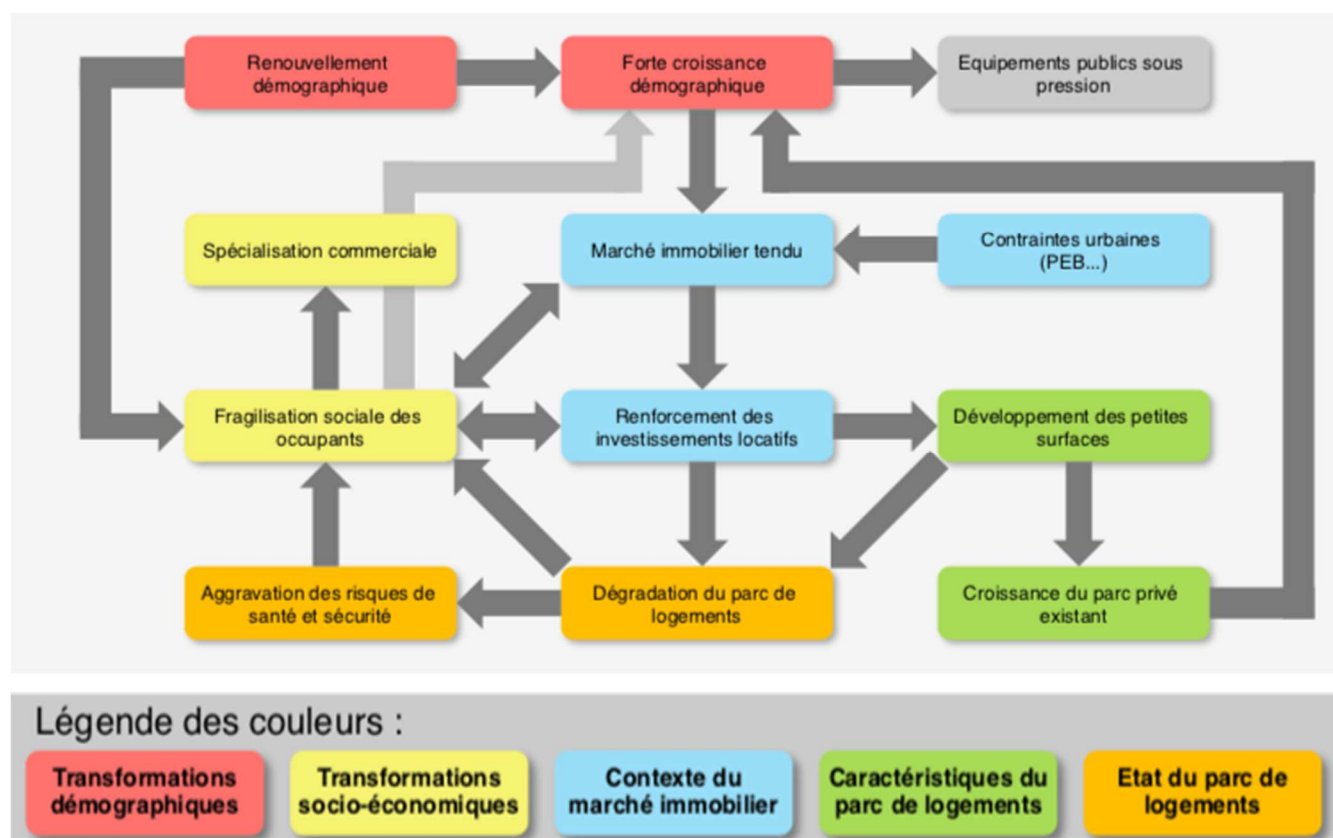 Renouvellement
démographique
Forte croissance
démographique
Equipements publics sous
pression
Spécialisation commerciale
Marché immobilier tendu
Contraintes urbaines
(PEB...)
Fragilisation sociale des
occupants
Renforcement des
investissements locatifs
Développement des petites
surfaces
Aggravation des risques de
santé et sécurité
Dégradation du parc de
logements
Croissance du parc privé
existant
Légende des couleurs :
Transformations
démographiques
Transformations
socio-économiques
Contexte du
marché immobilier
Caractéristiques du
parc de logements
Etat du parc de
logements